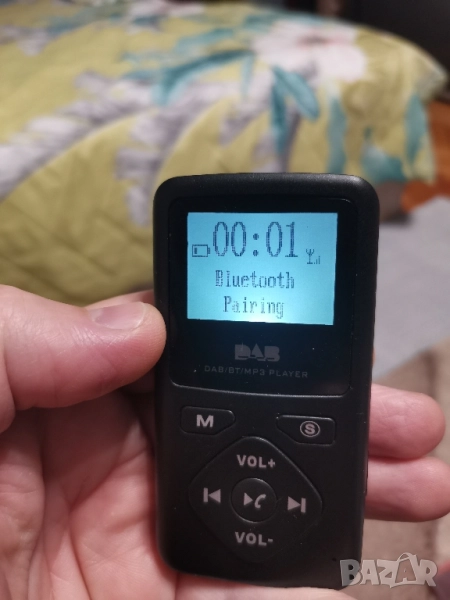 00:01
Bluetooth
Pairing
DAB
DAB/BT/MP3 PLAYER
M S
VOL+
VOL-
BAZAR